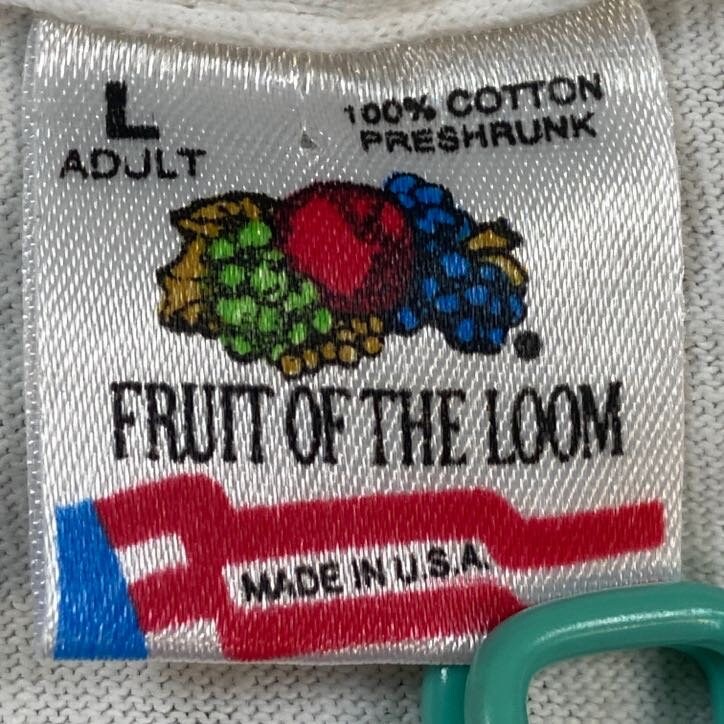 L
ADULT
100% COTTON
PRESHRUNK
FRUIT OF THE LOOM
MADE IN U.S.A.